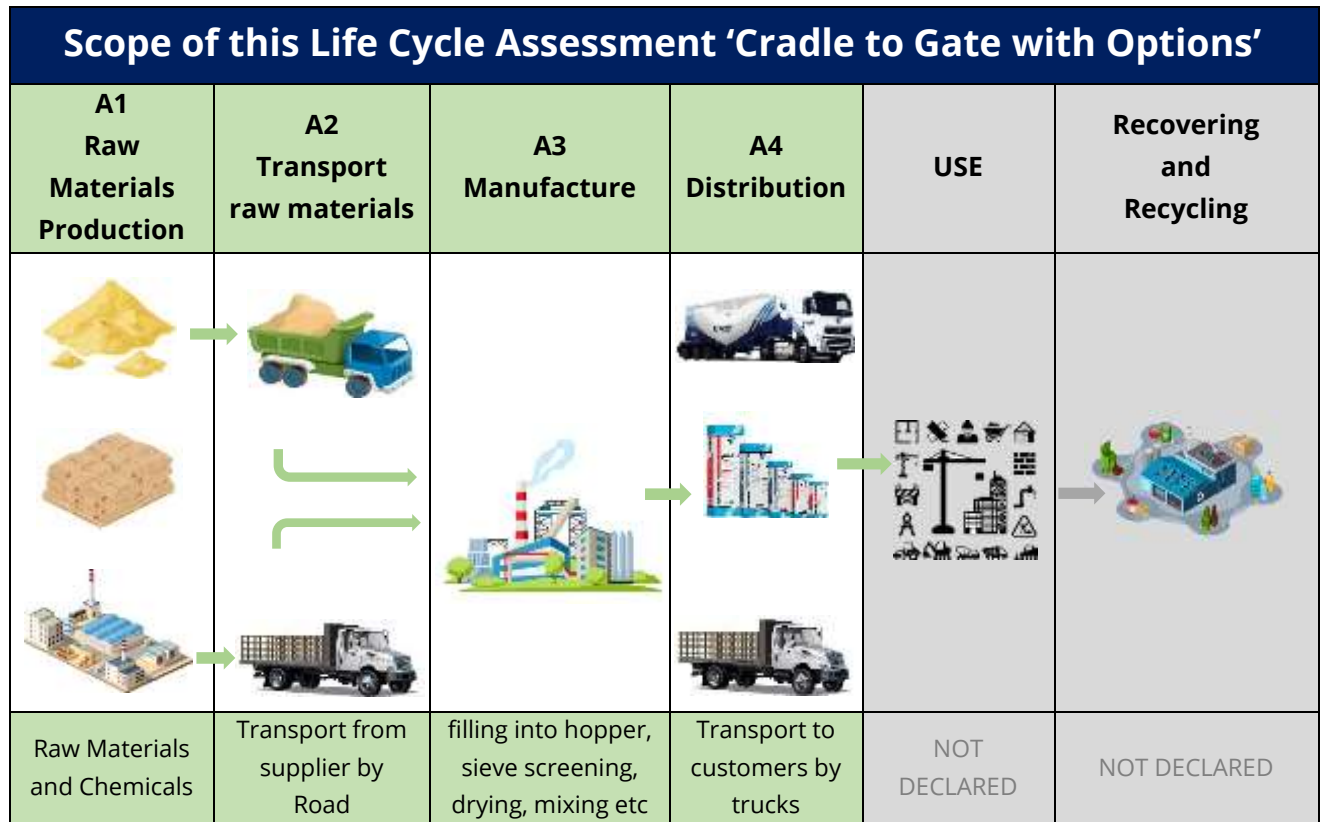 Scope of this Life Cycle Assessment ‘Cradle to Gate with Options’
A1
Raw
Materials
Production
A2
Transport
raw materials
A3
Manufacture
A4
Distribution
USE
Recovering
and
Recycling
Raw Materials
and Chemicals
Transport from
supplier by
Road
filling into hopper,
sieve screening,
drying, mixing etc
Transport to
customers by
trucks
NOT
DECLARED
NOT DECLARED